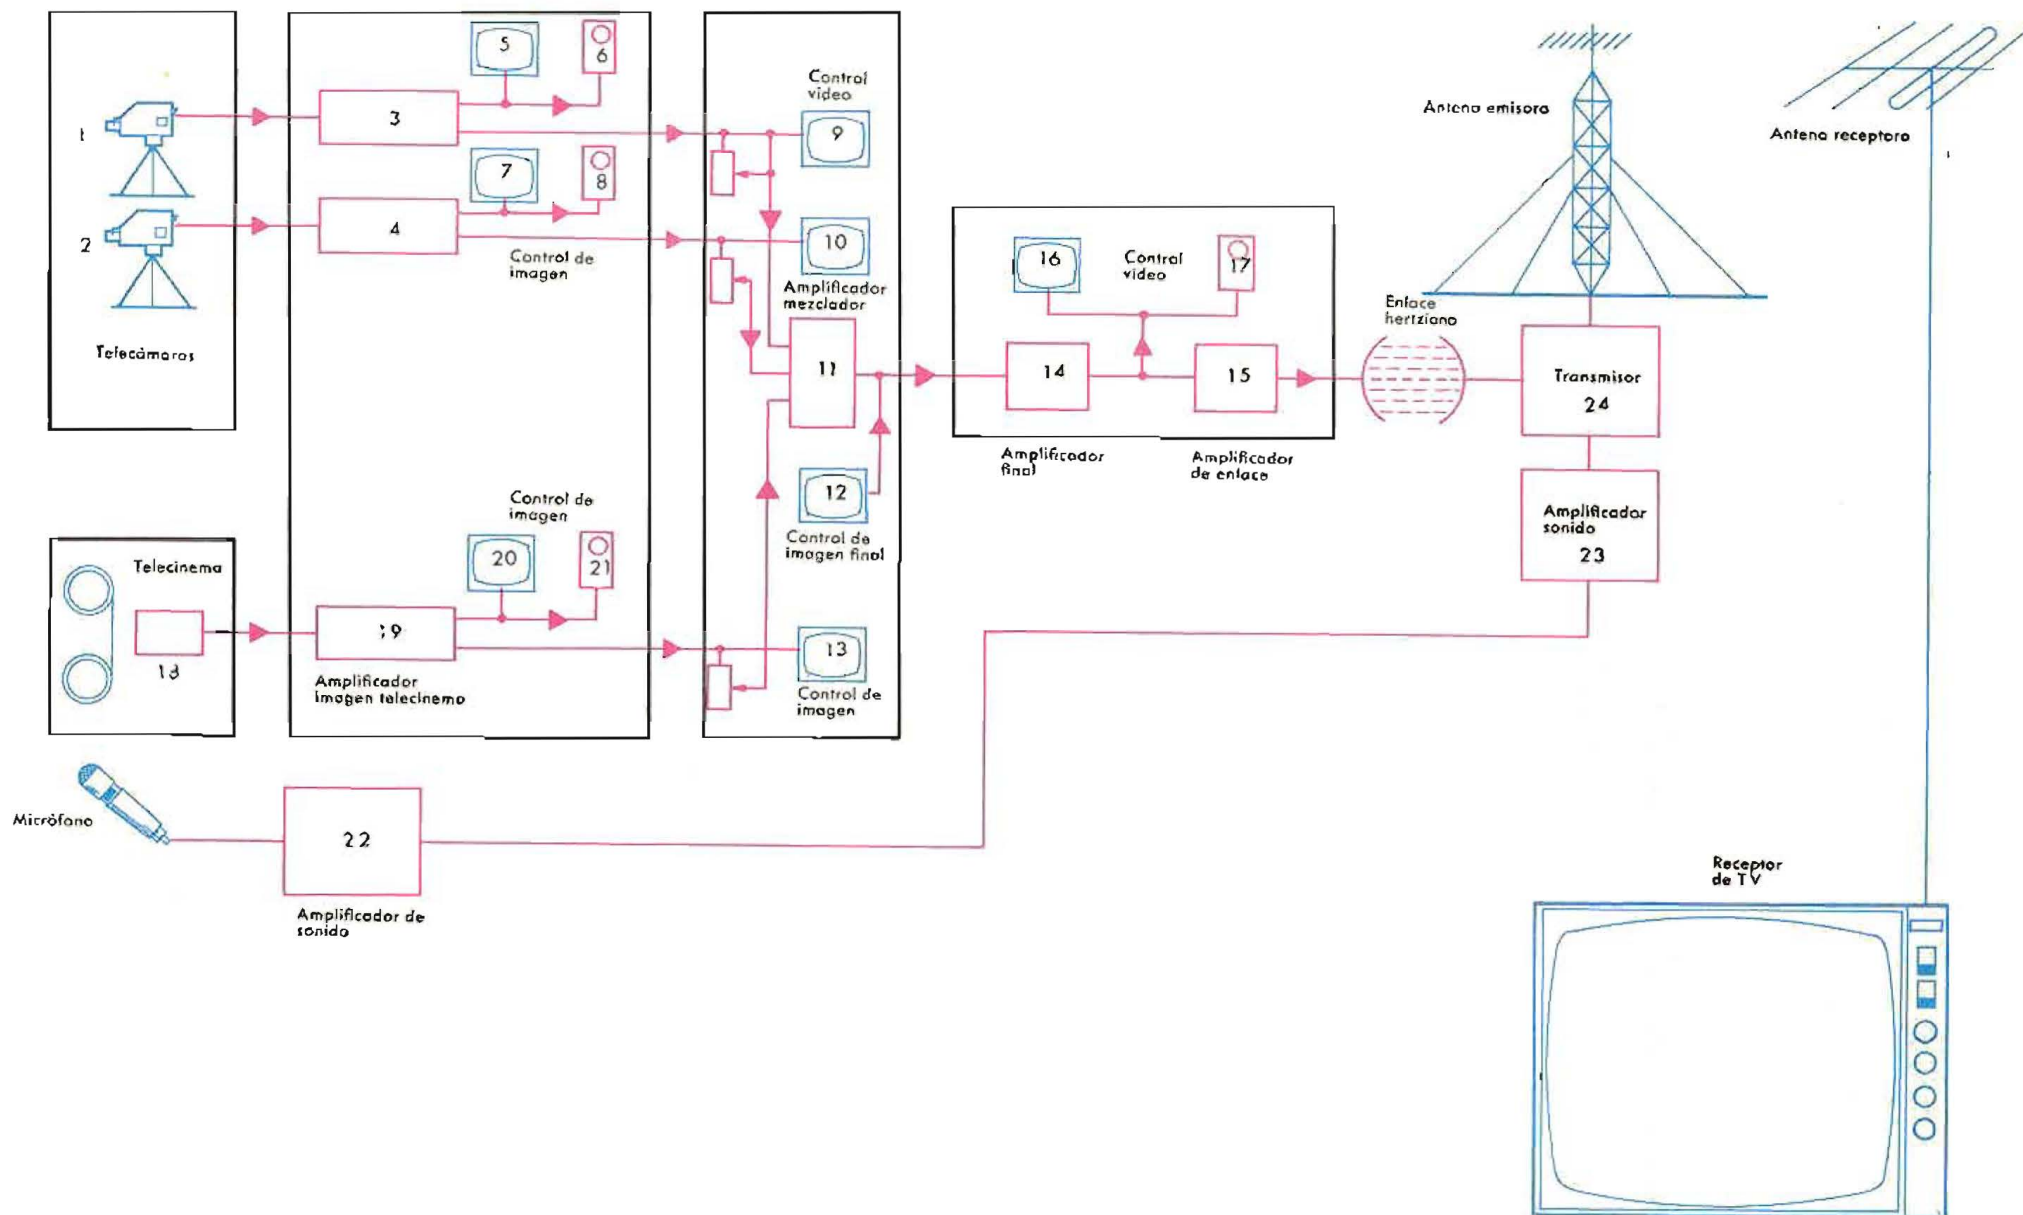 1
2
Telecámaras
3
4
5
6
7
8
Control de
imagen
Control
video
9
10
Amplificador
mezclador
11
12
Control de
imagen final
13
Control de
imagen
16
Control
video
17
14
15
Amplificador
final
Amplificador
de enlace
Enlace
hertziano
Antena emisora
Antena receptora
Transmisor
24
Amplificador
sonido
23
Telecinema
18
Control de
imagen
20
21
19
Amplificador
imagen telecinema
Micrófono
22
Amplificador de
sonido
Receptor
de TV